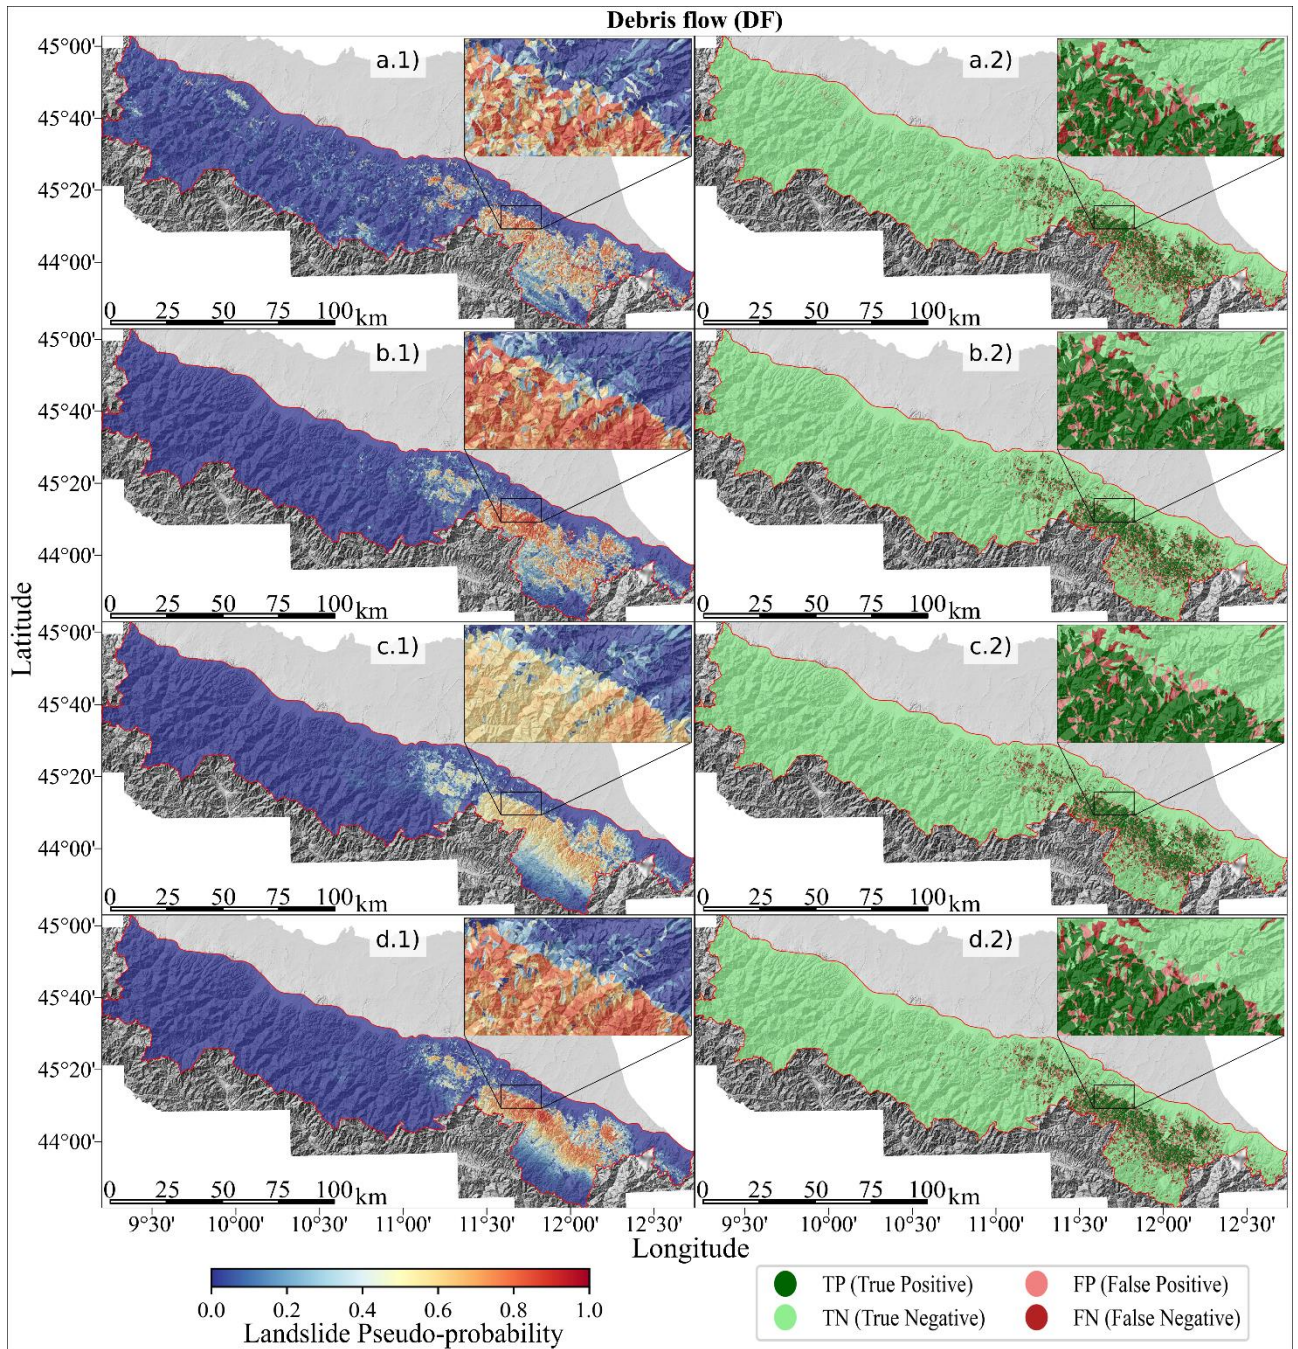 Debris flow (DF)
45°00'
45°40'
45°20'
44°00'
a.1)
a.2)
0 25 50 75 100 km
0 25 50 75 100 km
45°00'
45°40'
45°20'
44°00'
b.1)
b.2)
0 25 50 75 100 km
0 25 50 75 100 km
Latitude
45°00'
45°40'
45°20'
44°00'
c.1)
c.2)
0 25 50 75 100 km
0 25 50 75 100 km
45°00'
45°40'
45°20'
44°00'
d.1)
d.2)
0 25 50 75 100 km
0 25 50 75 100 km
9°30' 10°00' 10°30' 11°00' 11°30' 12°00' 12°30'
9°30' 10°00' 10°30' 11°00' 11°30' 12°00' 12°30'
Longitude
0.0 0.2 0.4 0.6 0.8 1.0
Landslide Pseudo-probability
TP (True Positive)
FP (False Positive)
TN (True Negative)
FN (False Negative)